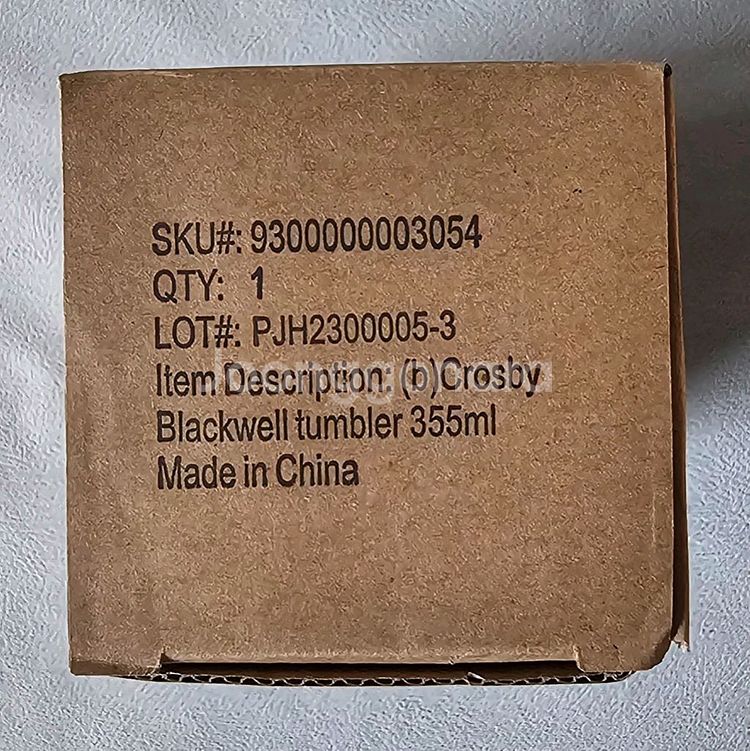 SKU#: 9300000003054
QTY: 1
LOT#: PJH2300005-3
Item Description: (b)Crosby
Blackwell tumbler 355ml
Made in China